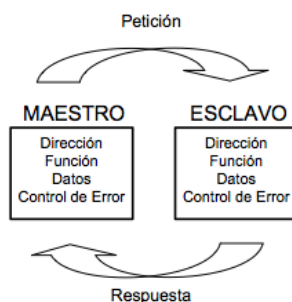 Petición
MAESTRO
Dirección
Función
Datos
Control de Error
ESCLAVO
Dirección
Función
Datos
Control de Error
Respuesta